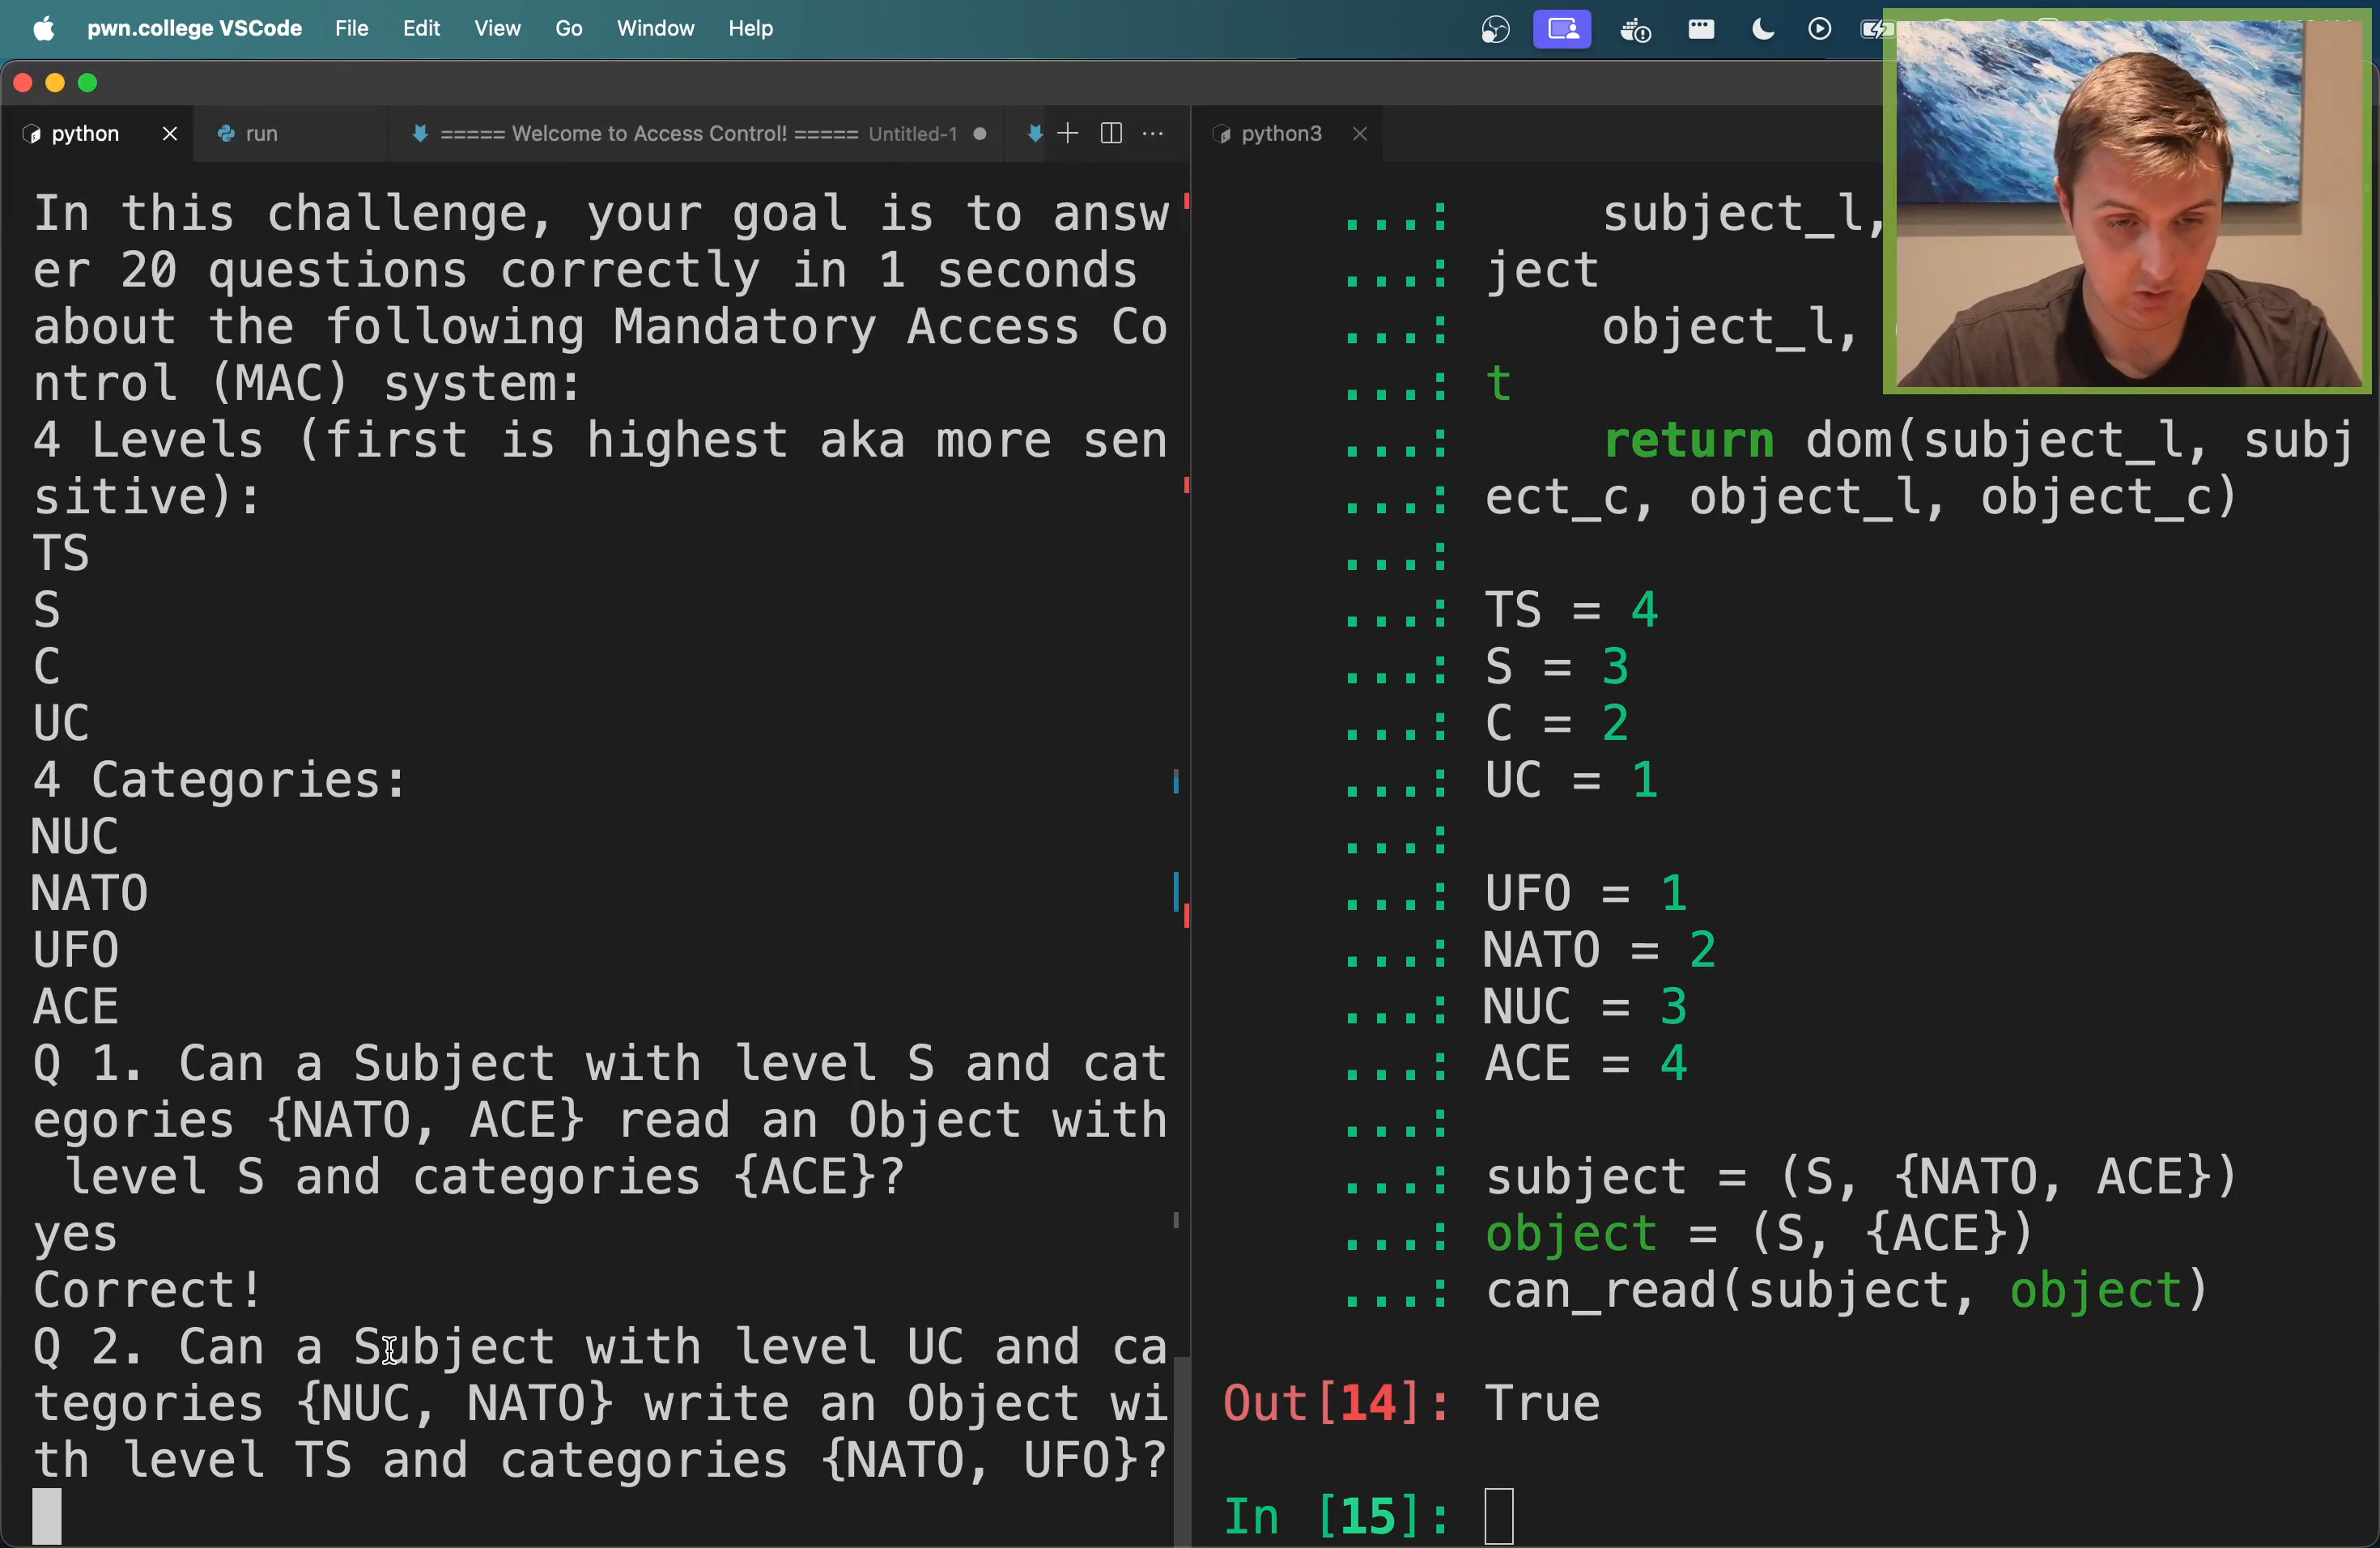 pwn.college VSCode File Edit View Go Window Help
python
run
===== Welcome to Access Control! ===== Untitled-1
python3
In this challenge, your goal is to answ
er 20 questions correctly in 1 seconds
about the following Mandatory Access Co
ntrol (MAC) system:
4 Levels (first is highest aka more sen
sitive):
TS
S
C
UC
4 Categories:
NUC
NATO
UFO
ACE
Q 1. Can a Subject with level S and cat
egories {NATO, ACE} read an Object with
 level S and categories {ACE}?
yes
Correct!
Q 2. Can a Subject with level UC and ca
tegories {NUC, NATO} write an Object wi
th level TS and categories {NATO, UFO}?
...:     subject_l,
...: ject
...:     object_l,
...: t
...:     return dom(subject_l, subj
...: ect_c, object_l, object_c)
...:
...: TS = 4
...: S = 3
...: C = 2
...: UC = 1
...:
...: UFO = 1
...: NATO = 2
...: NUC = 3
...: ACE = 4
...:
...: subject = (S, {NATO, ACE})
...: object = (S, {ACE})
...: can_read(subject, object)
Out[14]: True
In [15]: